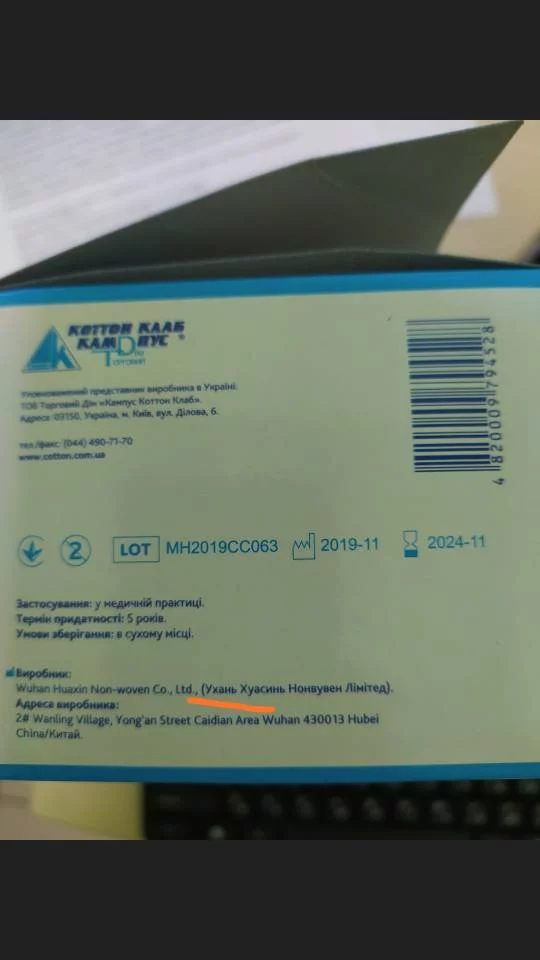 КОТТОН КЛАБ
КАМПУС ®
ТОРГОВИЙ ДІМ
Уповноважений представник виробника в Україні:
ТОВ Торговий Дім «Кампус Коттон Клаб».
Адреса: 03150, Україна, м. Київ, вул. Ділова, 6.
тел./факс: (044) 490-71-70
www.cotton.com.ua
4 820009 794528
2 LOT MH2019CC063 2019-11 2024-11
Застосування: у медичній практиці.
Термін придатності: 5 років.
Умови зберігання: в сухому місці.
Виробник:
Wuhan Huaxin Non-woven Co., Ltd., (Ухань Хуасинь Нонвувен Лімітед).
Адреса виробника:
2# Wanling Village, Yong'an Street Caidian Area Wuhan 430013 Hubei
China/Китай.